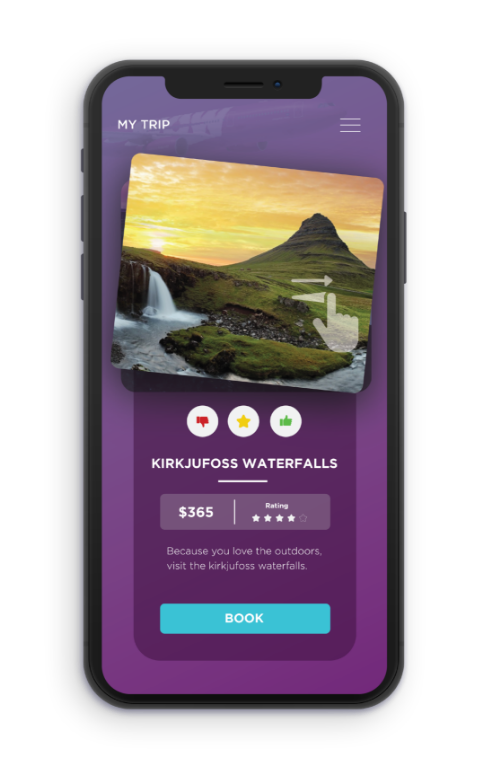 MY TRIP
KIRKJUFOSS WATERFALLS
$365
Rating
Because you love the outdoors,
visit the kirkjufoss waterfalls.
BOOK